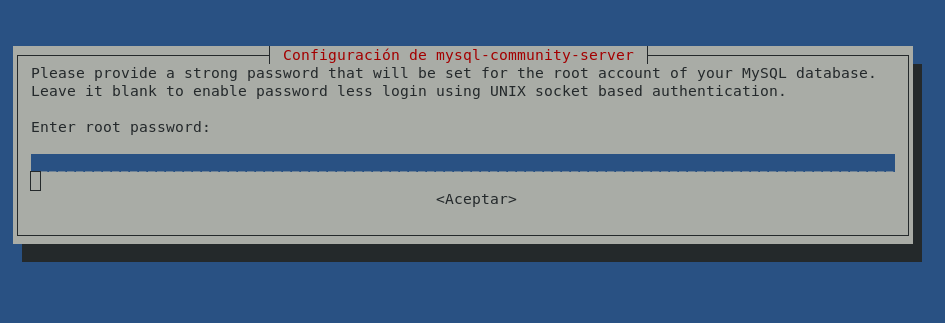 Configuración de mysql-community-server
Please provide a strong password that will be set for the root account of your MySQL database.
Leave it blank to enable password less login using UNIX socket based authentication.
Enter root password:
<Aceptar>